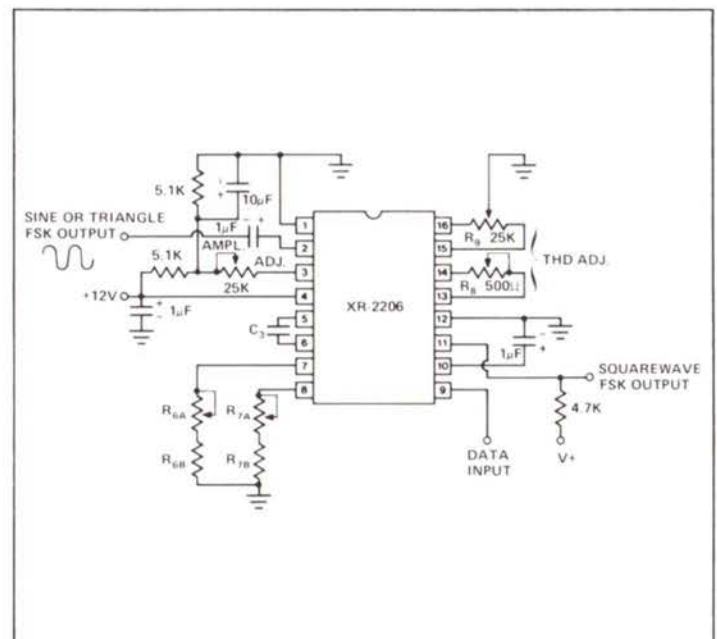 5.1K
10µF
SINE OR TRIANGLE
FSK OUTPUT
1µF
AMPL.
ADJ.
5.1K
25K
+12V
1µF
C3
R6A
R7A
R6B
R7B
1
2
3
4
5
6
7
8
XR-2206
16
15
14
13
12
11
10
9
R9 25K
THD ADJ.
R8 500Ω
1µF
SQUAREWAVE
FSK OUTPUT
4.7K
V+
DATA
INPUT